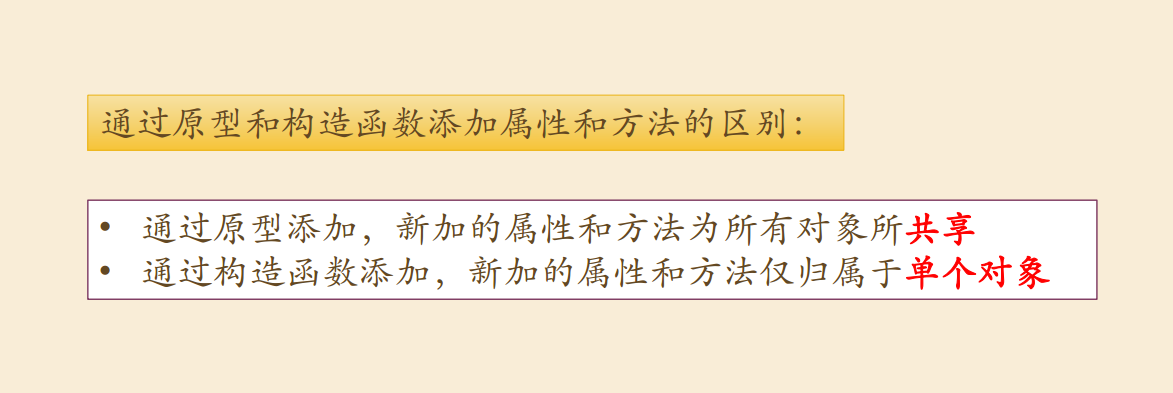 通过原型和构造函数添加属性和方法的区别：
• 通过原型添加，新加的属性和方法为所有对象所共享
• 通过构造函数添加，新加的属性和方法仅归属于单个对象